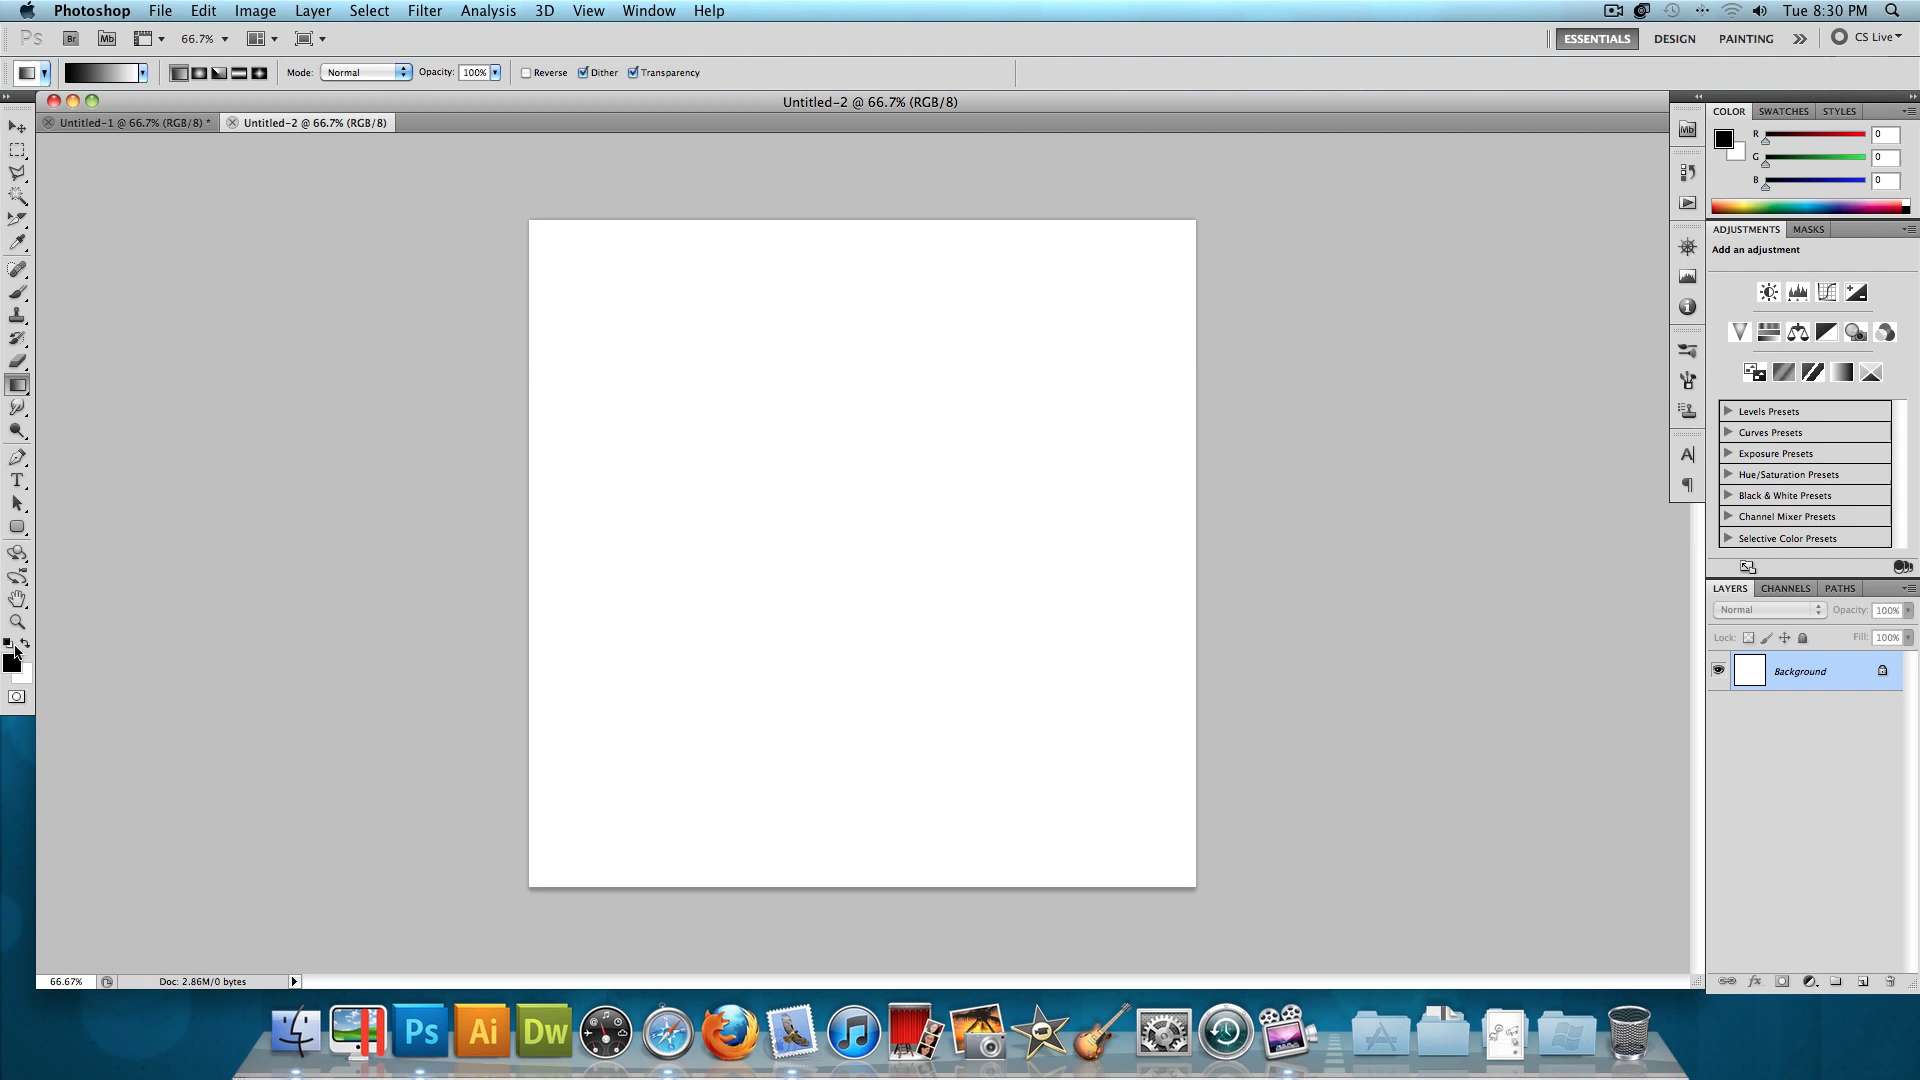 Photoshop File Edit Image Layer Select Filter Analysis 3D View Window Help Tue 8:30 PM
Ps Br Mb 66.7% ESSENTIALS DESIGN PAINTING CS Live
Mode: Normal Opacity: 100% Reverse Dither Transparency
Untitled-2 @ 66.7% (RGB/8)
Untitled-1 @ 66.7% (RGB/8) * Untitled-2 @ 66.7% (RGB/8)
COLOR SWATCHES STYLES
Mb
R 0
G 0
B 0
ADJUSTMENTS MASKS
Add an adjustment
Levels Presets
Curves Presets
Exposure Presets
Hue/Saturation Presets
Black & White Presets
Channel Mixer Presets
Selective Color Presets
A
T
LAYERS CHANNELS PATHS
Normal Opacity: 100%
Lock: Fill: 100%
Background
fx
66.67% Doc: 2.86M/0 bytes
Ps Ai Dw